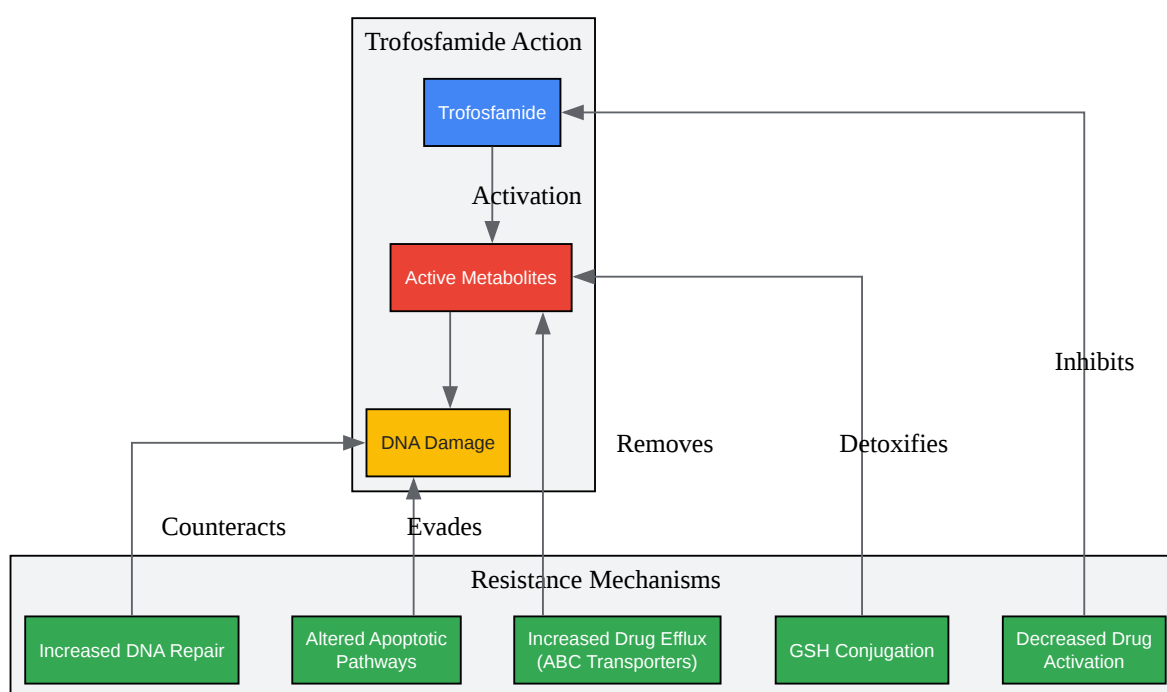 Trofosfamide Action
Trofosfamide
Activation
Active Metabolites
Inhibits
DNA Damage
Removes
Detoxifies
Counteracts
Evades
Resistance Mechanisms
Increased DNA Repair
Altered Apoptotic
Pathways
Increased Drug Efflux
(ABC Transporters)
GSH Conjugation
Decreased Drug
Activation